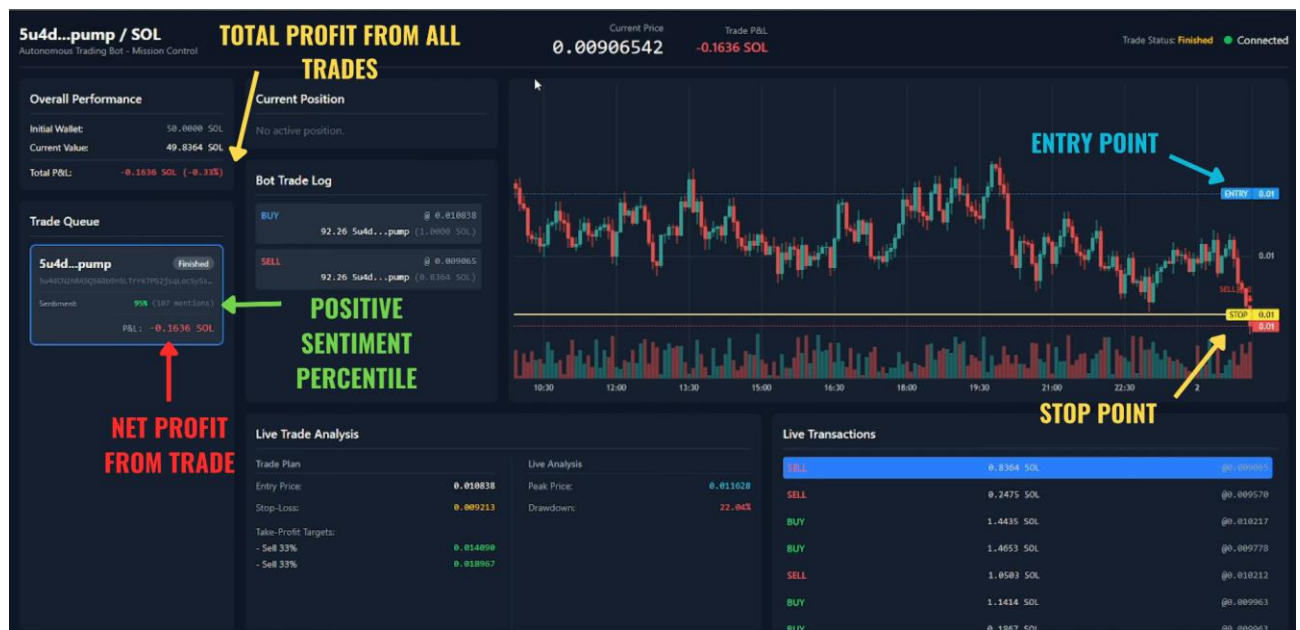 5u4d...pump / SOL
Autonomous Trading Bot - Mission Control
TOTAL PROFIT FROM ALL
TRADES
Current Price
0.00906542
Trade P&L
-0.1636 SOL
Trade Status: Finished
Connected
Overall Performance
Initial Wallet: 50.0000 SOL
Current Value: 49.8364 SOL
Total P&L: -0.1636 SOL (-0.33%)
Trade Queue
5u4d...pump Finished
Sentiment: 95% (107 mentions)
P&L: -0.1636 SOL
NET PROFIT
FROM TRADE
Current Position
No active position.
Bot Trade Log
BUY @ 0.010838
92.26 5u4d...pump (1.0000 SOL)
SELL @ 0.009065
92.26 5u4d...pump (0.8364 SOL)
POSITIVE
SENTIMENT
PERCENTILE
ENTRY POINT
ENTRY 0.01
0.01
STOP 0.01
0.01
10:30 12:00 13:30 15:00 16:30 18:00 19:30 21:00 22:30 2
STOP POINT
Live Trade Analysis
Trade Plan
Entry Price: 0.010838
Stop-Loss: 0.009213
Take-Profit Targets:
- Sell 33% 0.014090
- Sell 33% 0.018967
Live Analysis
Peak Price: 0.011628
Drawdown: 22.04%
Live Transactions
SELL 0.8364 SOL @0.009065
SELL 0.2475 SOL @0.009570
BUY 1.4435 SOL @0.010217
BUY 1.4653 SOL @0.009778
SELL 1.0503 SOL @0.010212
BUY 1.1414 SOL @0.009963
BUY 0.1867 SOL @0.009963